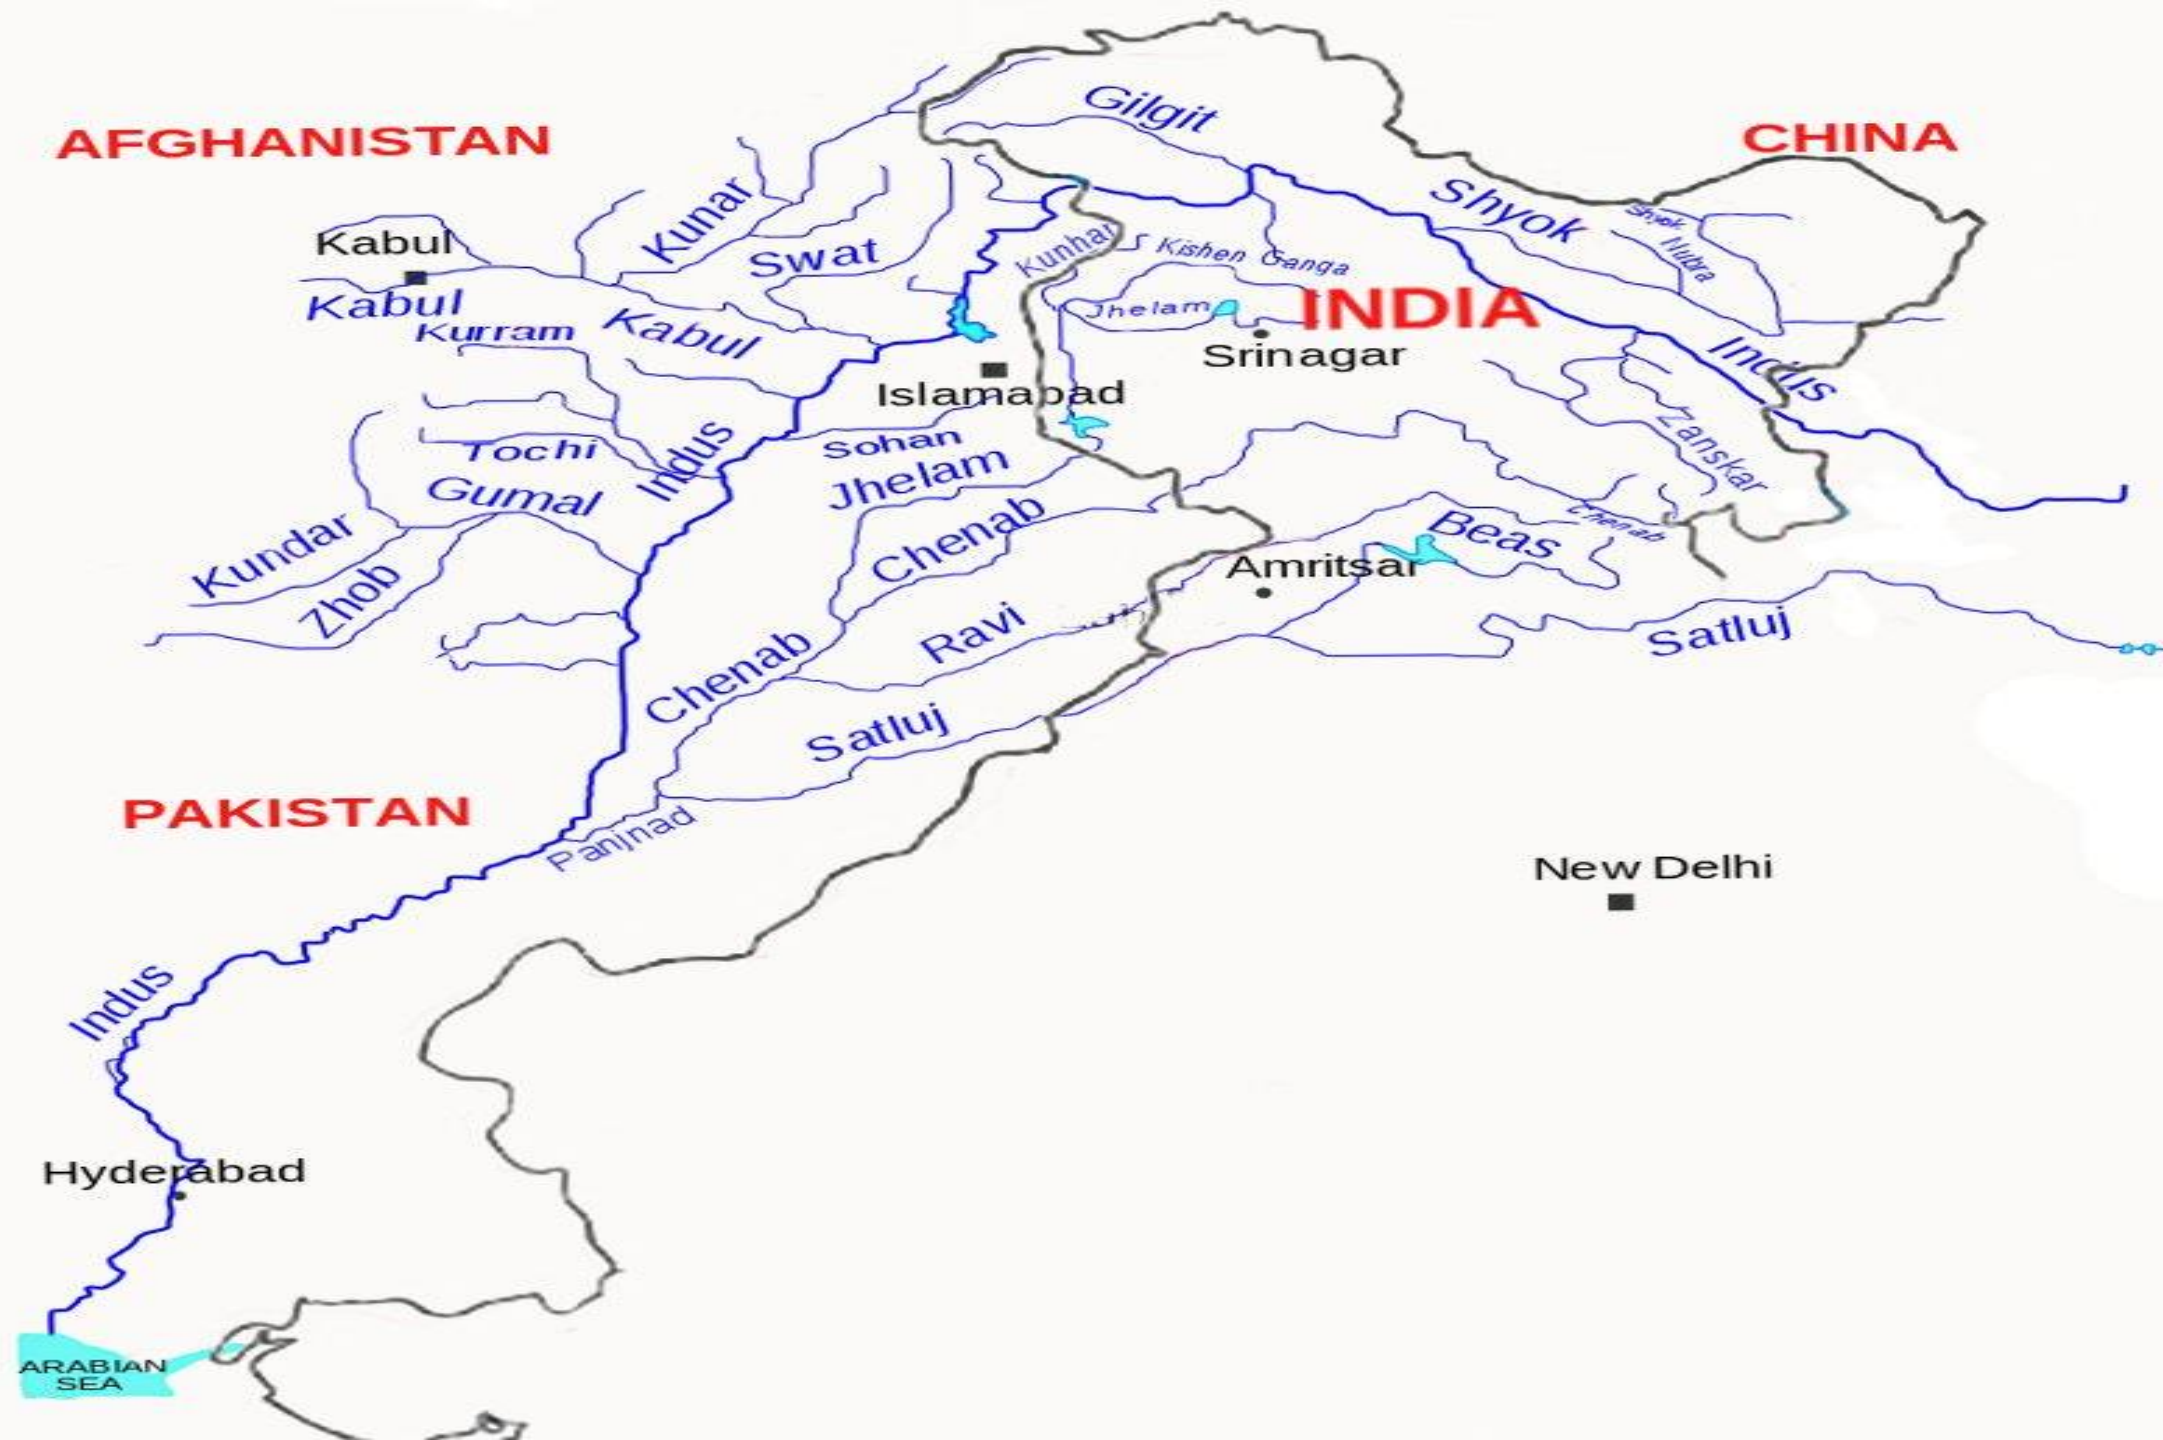 Gilgit
AFGHANISTAN
CHINA
Shyok
Shyok
Kunar
Kabul
Swat
Kunhar
Kishen Ganga
Nubra
Kabul
Kurram
Kabul
Jhelam
INDIA
Srinagar
Indus
Islamabad
Sohan
Zanskar
Tochi
Indus
Jhelam
Gumal
Chenab
Chenab
Beas
Kundar
Zhob
Amritsar
Ravi
Satluj
Chenab
Satluj
PAKISTAN
Panjnad
New Delhi
Indus
Hyderabad
ARABIAN
SEA